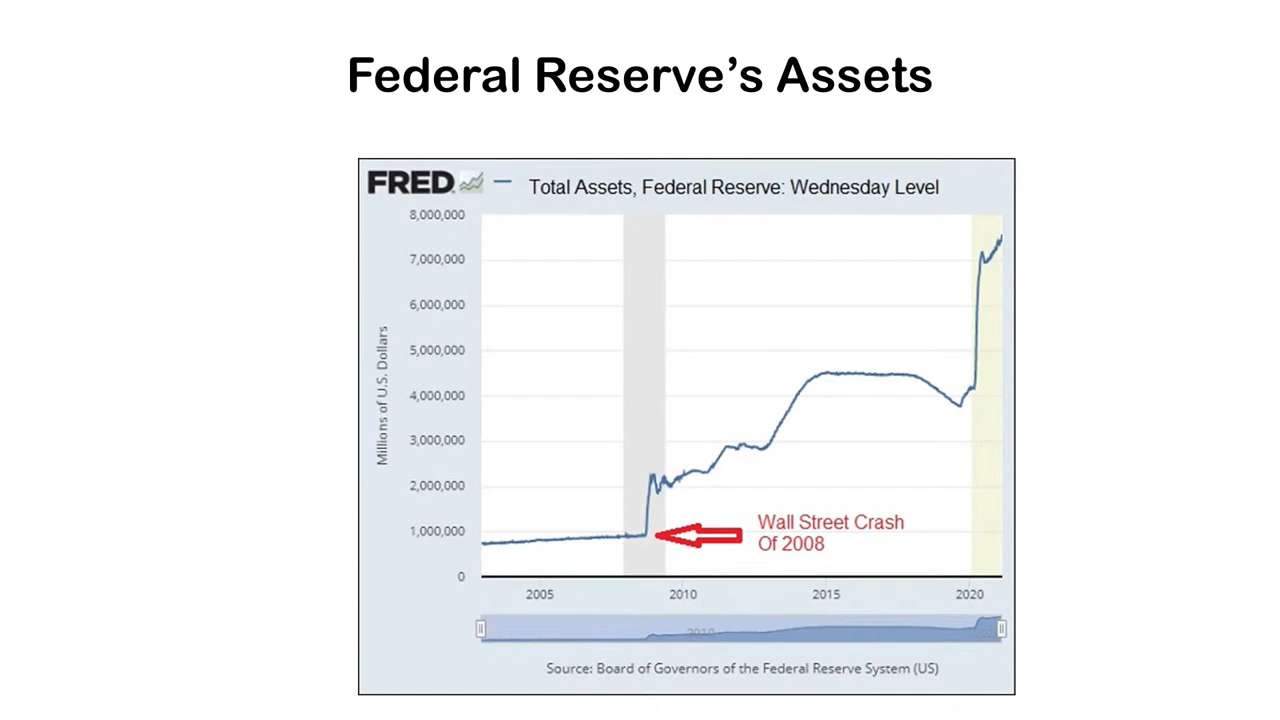 Federal Reserve’s Assets
FRED
Total Assets, Federal Reserve: Wednesday Level
8,000,000
7,000,000
6,000,000
5,000,000
4,000,000
3,000,000
2,000,000
1,000,000
0
Millions of U.S. Dollars
Wall Street Crash
Of 2008
2005
2010
2015
2020
2010
Source: Board of Governors of the Federal Reserve System (US)